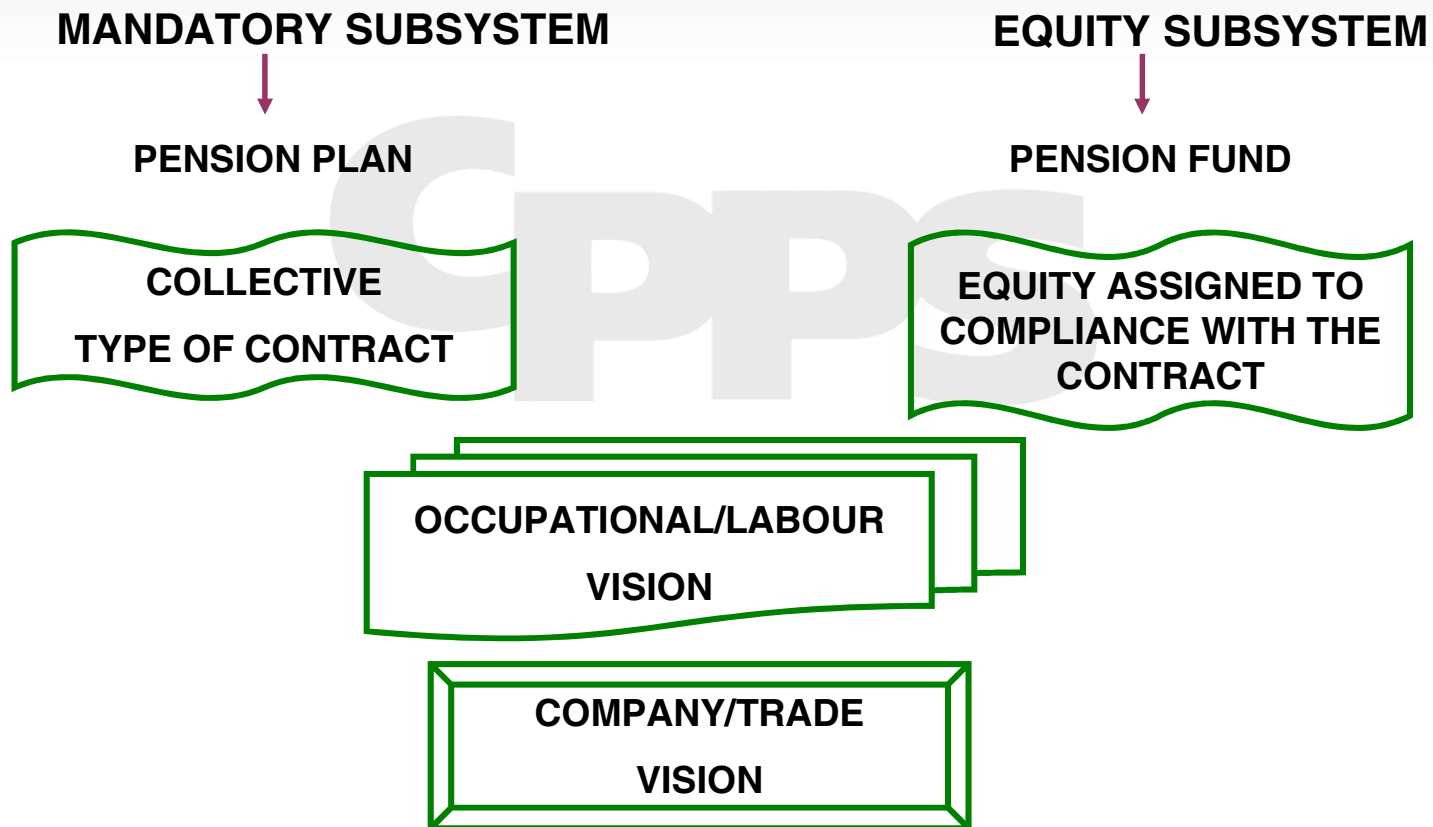 MANDATORY SUBSYSTEM
EQUITY SUBSYSTEM
PENSION PLAN
PENSION FUND
CPPS
COLLECTIVE
TYPE OF CONTRACT
EQUITY ASSIGNED TO
COMPLIANCE WITH THE
CONTRACT
OCCUPATIONAL/LABOUR
VISION
COMPANY/TRADE
VISION